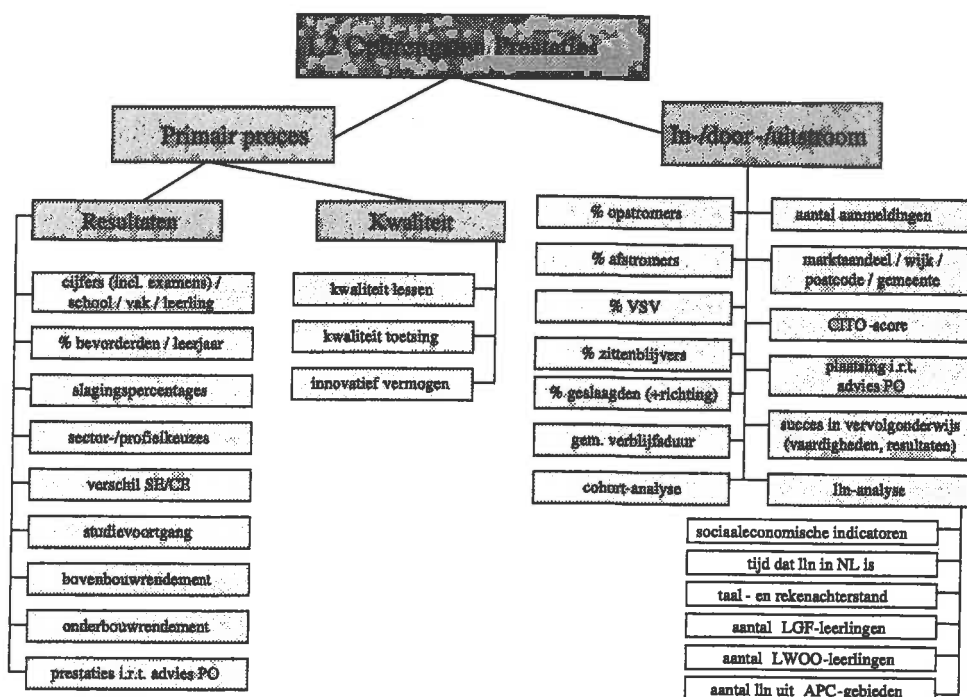 1.2 Opbrengsten/Prestaties
Primair proces
In-/door-/uitstroom
Resultaten
cijfers (incl. examens) /
school / vak / leerling
% bevorderden / leerjaar
slagingspercentages
sector-/profielkeuzes
verschil SE/CE
studievoortgang
bovenbouwrendement
onderbouwrendement
prestaties i.r.t. advies PO
Kwaliteit
kwaliteit lessen
kwaliteit toetsing
innovatief vermogen
% opstromers
% afstromers
% VSV
% zittenblijvers
% geslaagden (+richting)
gem. verblijfsduur
cohort-analyse
aantal aanmeldingen
marktaandeel / wijk /
postcode / gemeente
CITO-score
plaatsing i.r.t.
advies PO
succes in vervolgonderwijs
(vaardigheden, resultaten)
lln-analyse
sociaaleconomische indicatoren
tijd dat lln in NL is
taal - en rekenachterstand
aantal LGF-leerlingen
aantal LWOO-leerlingen
aantal lln uit APC-gebieden